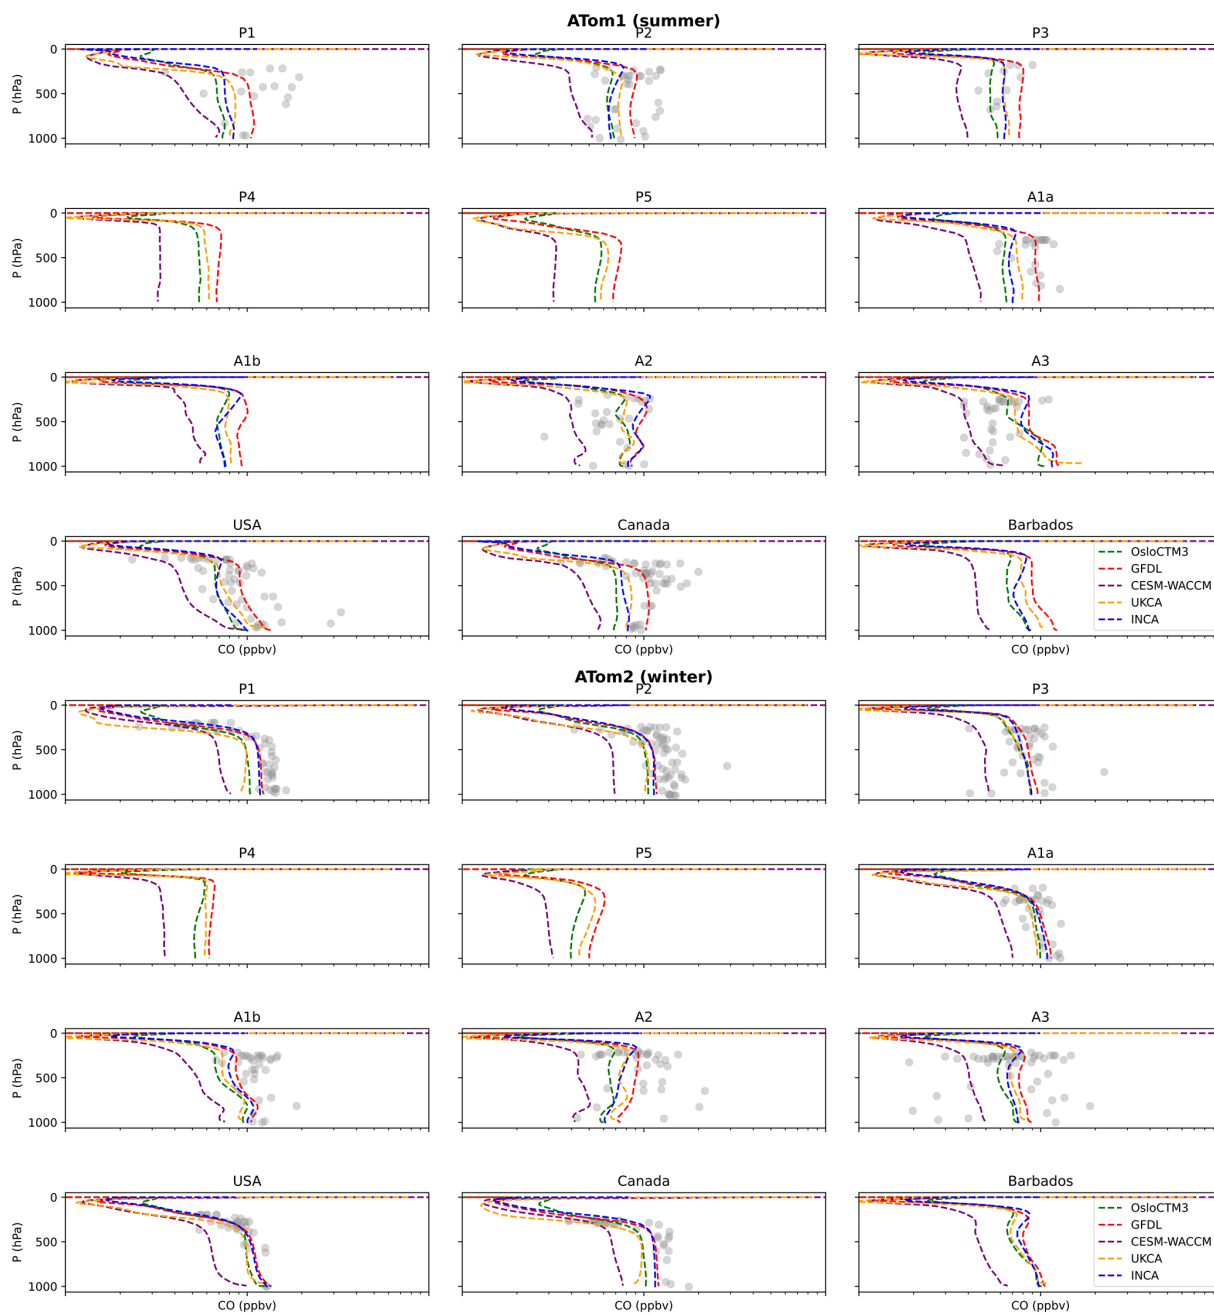 ATom1 (summer)
P1
P2
P3
0
500
1000
P (hPa)
P4
P5
A1a
0
500
1000
P (hPa)
A1b
A2
A3
0
500
1000
P (hPa)
USA
Canada
Barbados
0
500
1000
P (hPa)
OsloCTM3
GFDL
CESM-WACCM
UKCA
INCA
CO (ppbv)
CO (ppbv)
CO (ppbv)
ATom2 (winter)
P1
P2
P3
0
500
1000
P (hPa)
P4
P5
A1a
0
500
1000
P (hPa)
A1b
A2
A3
0
500
1000
P (hPa)
USA
Canada
Barbados
0
500
1000
P (hPa)
OsloCTM3
GFDL
CESM-WACCM
UKCA
INCA
CO (ppbv)
CO (ppbv)
CO (ppbv)